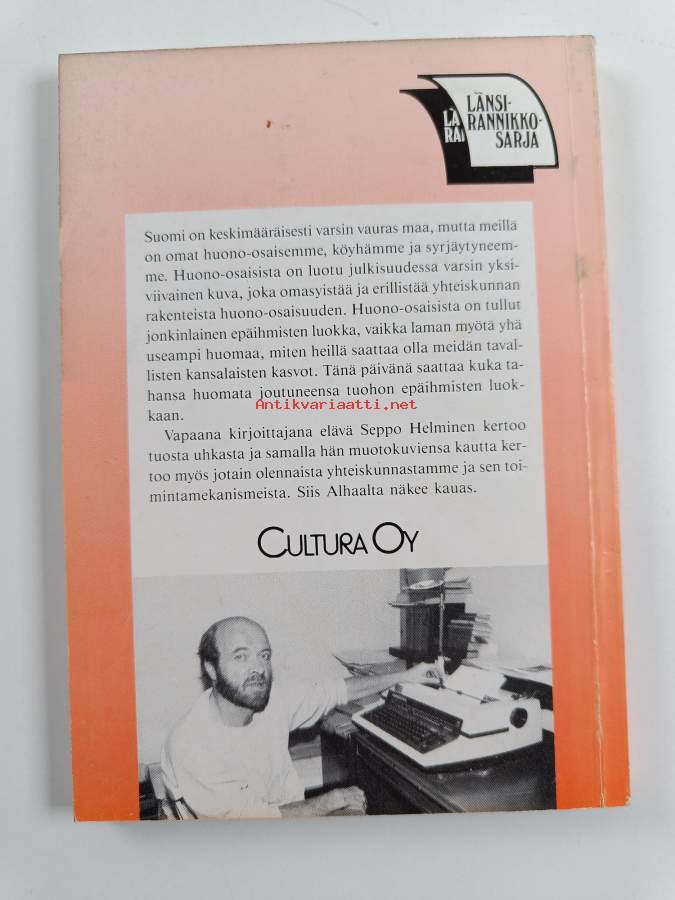 LÄNSI-
RANNIKKO-
SARJA
LÄ
RAI
Suomi on keskimääräisesti varsin vauras maa, mutta meillä
on omat huono-osaisemme, köyhämme ja syrjäytyneem-
me. Huono-osaisista on luotu julkisuudessa varsin yksi-
viivainen kuva, joka omasyistää ja erillistää yhteiskunnan
rakenteista huono-osaisuuden. Huono-osaisista on tullut
jonkinlainen epäihmisten luokka, vaikka laman myötä yhä
useampi huomaa, miten heillä saattaa olla meidän taval-
listen kansalaisten kasvot. Tänä päivänä saattaa kuka ta-
hansa huomata joutuneensa tuohon epäihmisten luok-
kaan.
Antikvariaatti.net
Vapaana kirjoittajana elävä Seppo Helminen kertoo
tuosta uhkasta ja samalla hän muotokuviensa kautta ker-
too myös jotain olennaista yhteiskunnastamme ja sen toi-
mintamekanismeista. Siis Alhaalta näkee kauas.
CULTURA OY